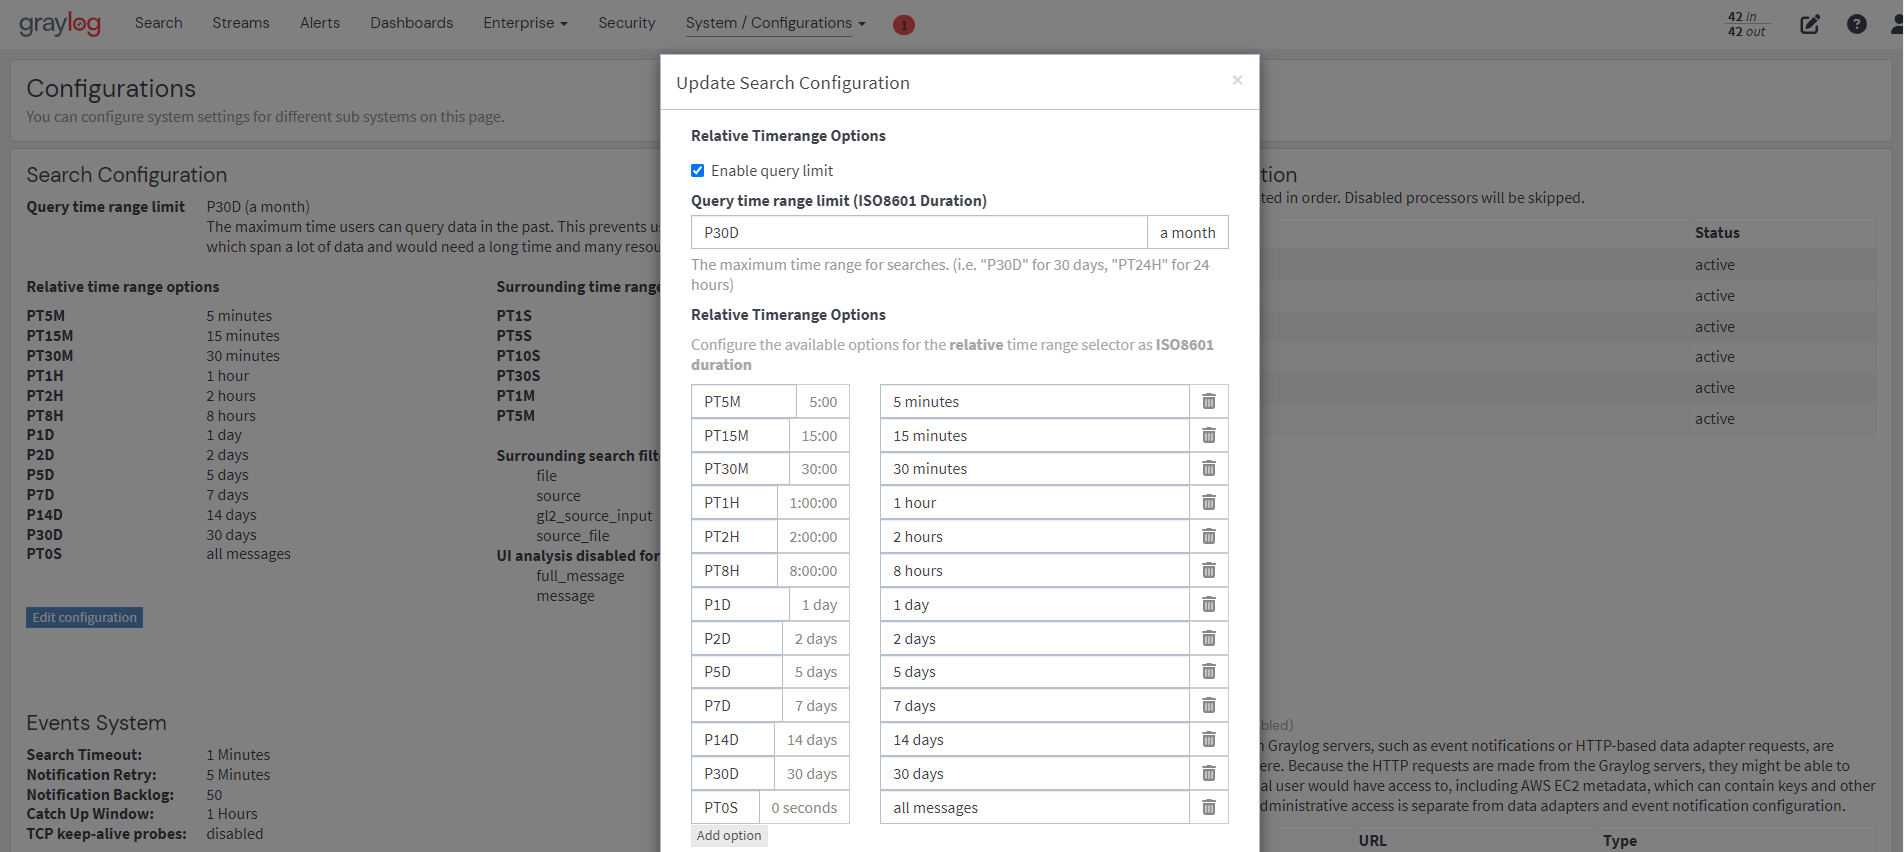 graylog Search Streams Alerts Dashboards Enterprise Security System / Configurations 1 42 in
42 out
Configurations
You can configure system settings for different sub systems on this page.
Search Configuration
Query time range limit P30D (a month)
The maximum time users can query data in the past. This prevents u
which span a lot of data and would need a long time and many resou
Relative time range options
PT5M 5 minutes
PT15M 15 minutes
PT30M 30 minutes
PT1H 1 hour
PT2H 2 hours
PT8H 8 hours
P1D 1 day
P2D 2 days
P5D 5 days
P7D 7 days
P14D 14 days
P30D 30 days
PT0S all messages
Edit configuration
Surrounding time range
PT1S
PT5S
PT10S
PT30S
PT1M
PT5M
Surrounding search filt
file
source
gl2_source_input
source_file
UI analysis disabled for
full_message
message
Events System
Search Timeout: 1 Minutes
Notification Retry: 5 Minutes
Notification Backlog: 50
Catch Up Window: 1 Hours
TCP keep-alive probes: disabled
Update Search Configuration ×
Relative Timerange Options
Enable query limit
Query time range limit (ISO8601 Duration)
P30D a month
The maximum time range for searches. (i.e. "P30D" for 30 days, "PT24H" for 24
hours)
Relative Timerange Options
Configure the available options for the relative time range selector as ISO8601
duration
PT5M 5:00 5 minutes
PT15M 15:00 15 minutes
PT30M 30:00 30 minutes
PT1H 1:00:00 1 hour
PT2H 2:00:00 2 hours
PT8H 8:00:00 8 hours
P1D 1 day 1 day
P2D 2 days 2 days
P5D 5 days 5 days
P7D 7 days 7 days
P14D 14 days 14 days
P30D 30 days 30 days
PT0S 0 seconds all messages
Add option
tion
ted in order. Disabled processors will be skipped.
Status
active
active
active
active
active
active
bled)
n Graylog servers, such as event notifications or HTTP-based data adapter requests, are
ere. Because the HTTP requests are made from the Graylog servers, they might be able to
al user would have access to, including AWS EC2 metadata, which can contain keys and other
dministrative access is separate from data adapters and event notification configuration.
URL Type